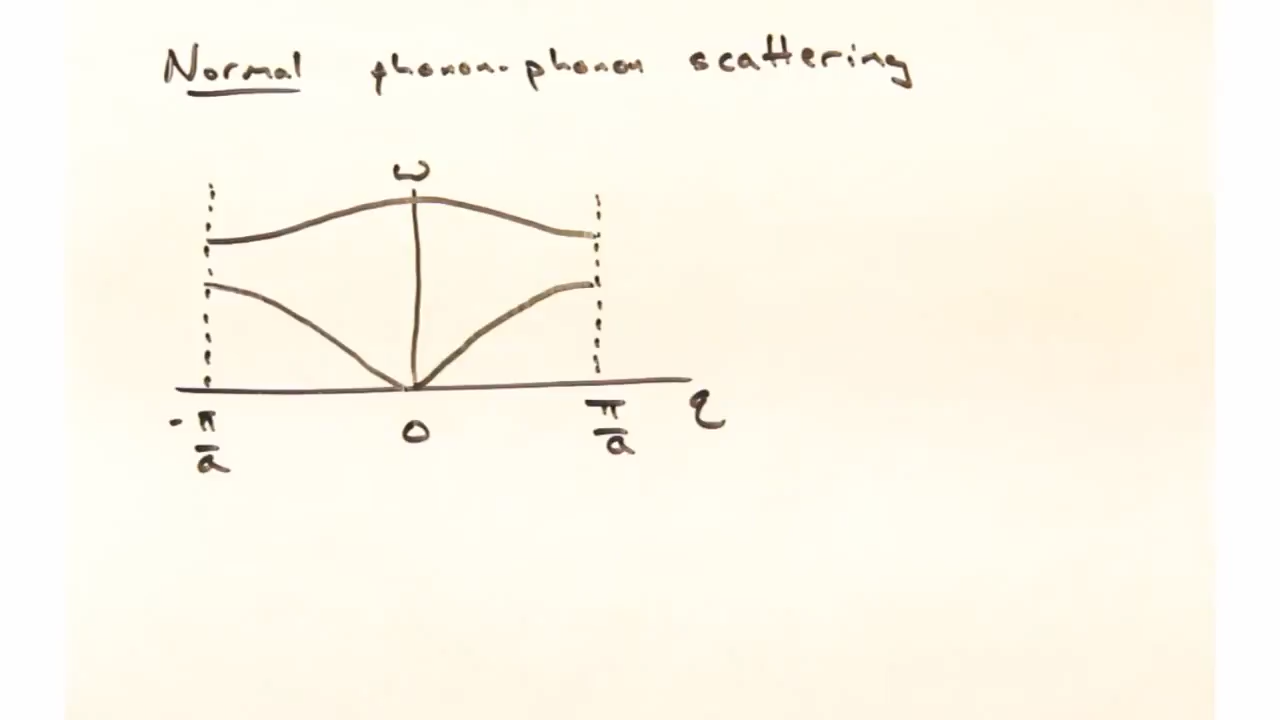 Normal phonon-phonon scattering
ω
-π/a 0 π/a q